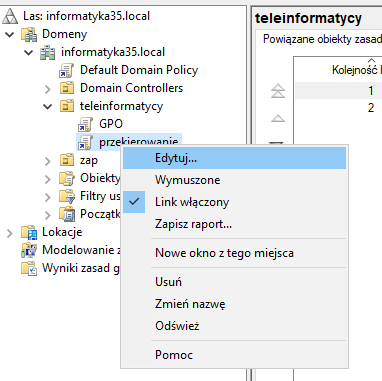 Las: informatyka35.local
Domeny
informatyka35.local
Default Domain Policy
Domain Controllers
teleinformatycy
GPO
przekierowanie
zap
Obiekty
Filtry us
Począt
Lokacje
Modelowanie z
Wyniki zasad g
teleinformatycy
Powiązane obiekty zasad
Kolejność
1
2
Edytuj...
Wymuszone
Link włączony
Zapisz raport...
Nowe okno z tego miejsca
Usuń
Zmień nazwę
Odśwież
Pomoc